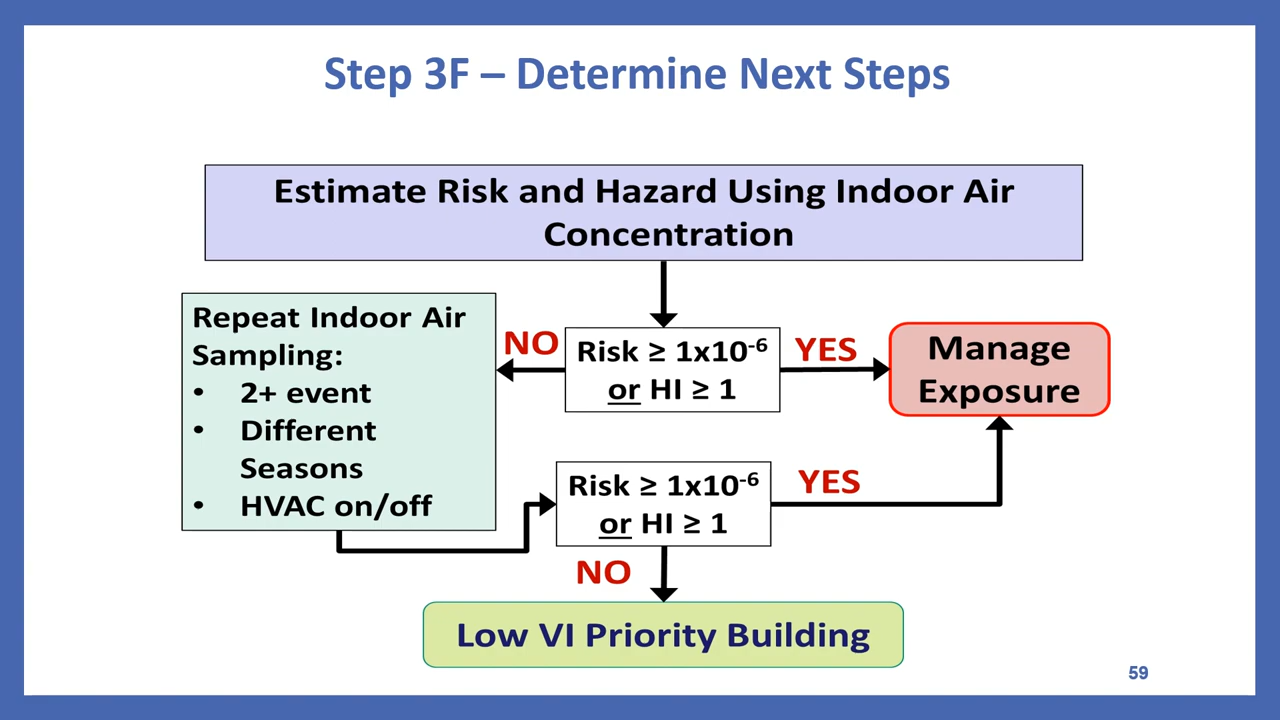 Step 3F – Determine Next Steps
Estimate Risk and Hazard Using Indoor Air
Concentration
Repeat Indoor Air
Sampling:
• 2+ event
• Different
Seasons
• HVAC on/off
NO
Risk ≥ 1x10⁻⁶
or HI ≥ 1
YES
Manage
Exposure
Risk ≥ 1x10⁻⁶
or HI ≥ 1
YES
NO
Low VI Priority Building
59